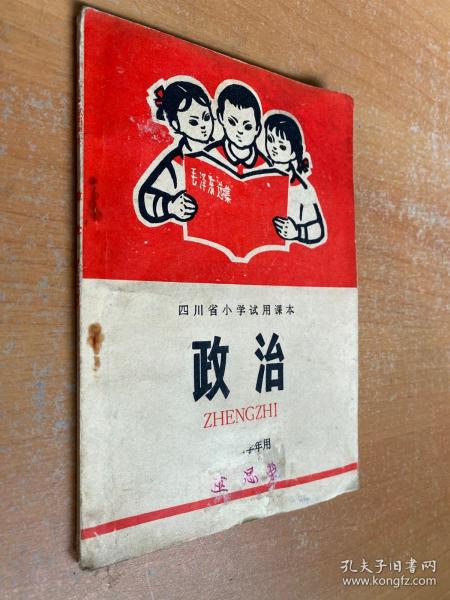 毛泽东选集
四川省小学试用课本
政治
ZHENGZHI
学年用
孔夫子旧书网
www.kongfz.com